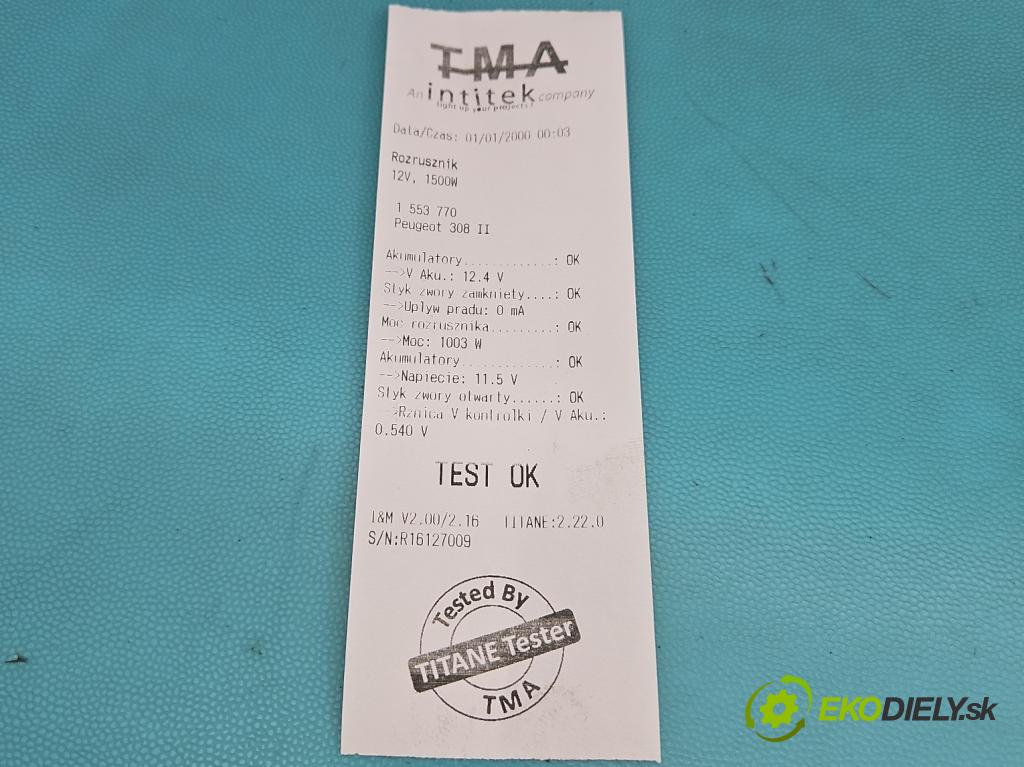 TMA
An intitek company
light up your projects!
Data/Czas: 01/01/2000 00:03
Rozrusznik
12V, 1500W
1 553 770
Peugeot 308 II
Akumulatory............: OK
-->V Aku.: 12.4 V
Styk zwory zamkniety....: OK
-->Uplyw pradu: 0 mA
Moc rozrusznika.........: OK
-->Moc: 1003 W
Akumulatory.............: OK
-->Napiecie: 11.5 V
Styk zwory otwarty......: OK
-->Rznica V kontrolki / V Aku.:
0.540 V
TEST OK
I&M V2.00/2.16 TITANE:2.22.0
S/N:R16127009
Tested By
TITANE Tester
TMA
EKODIELY.sk